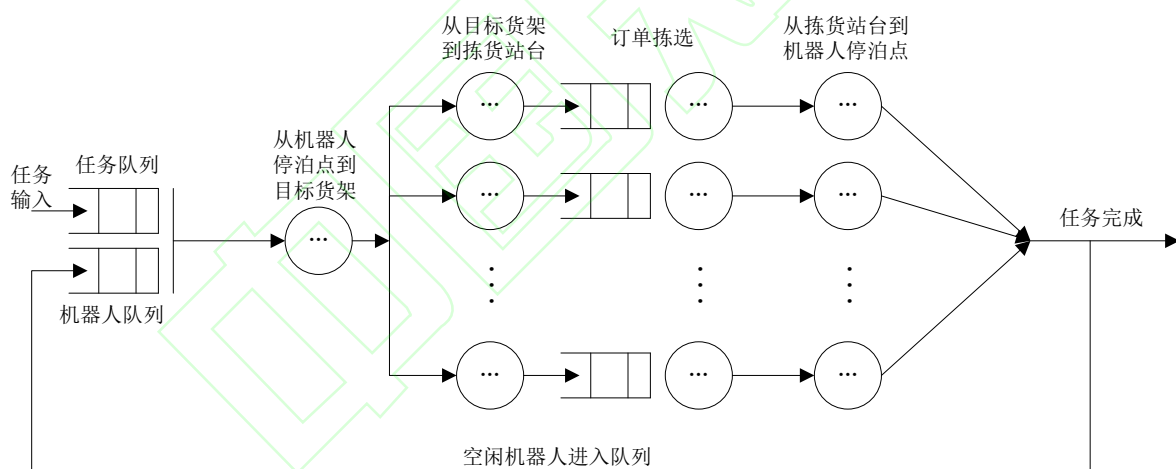 从目标货架
到拣货站台
订单拣选
从拣货站台到
机器人停泊点
从机器人
停泊点到
目标货架
任务
输入
任务队列
机器人队列
任务完成
空闲机器人进入队列